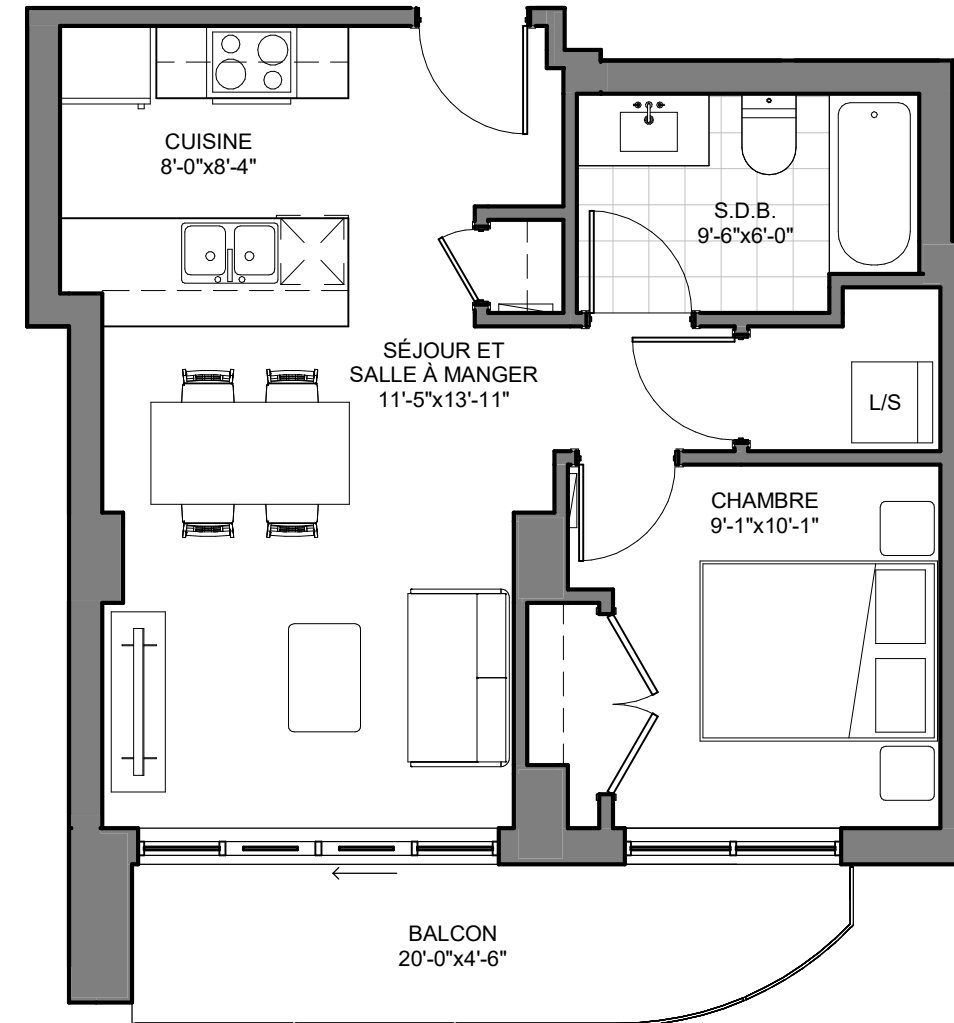 CUISINE
8'-0"x8'-4"
S.D.B.
9'-6"x6'-0"
SÉJOUR ET
SALLE À MANGER
11'-5"x13'-11"
L/S
CHAMBRE
9'-1"x10'-1"
BALCON
20'-0"x4'-6"